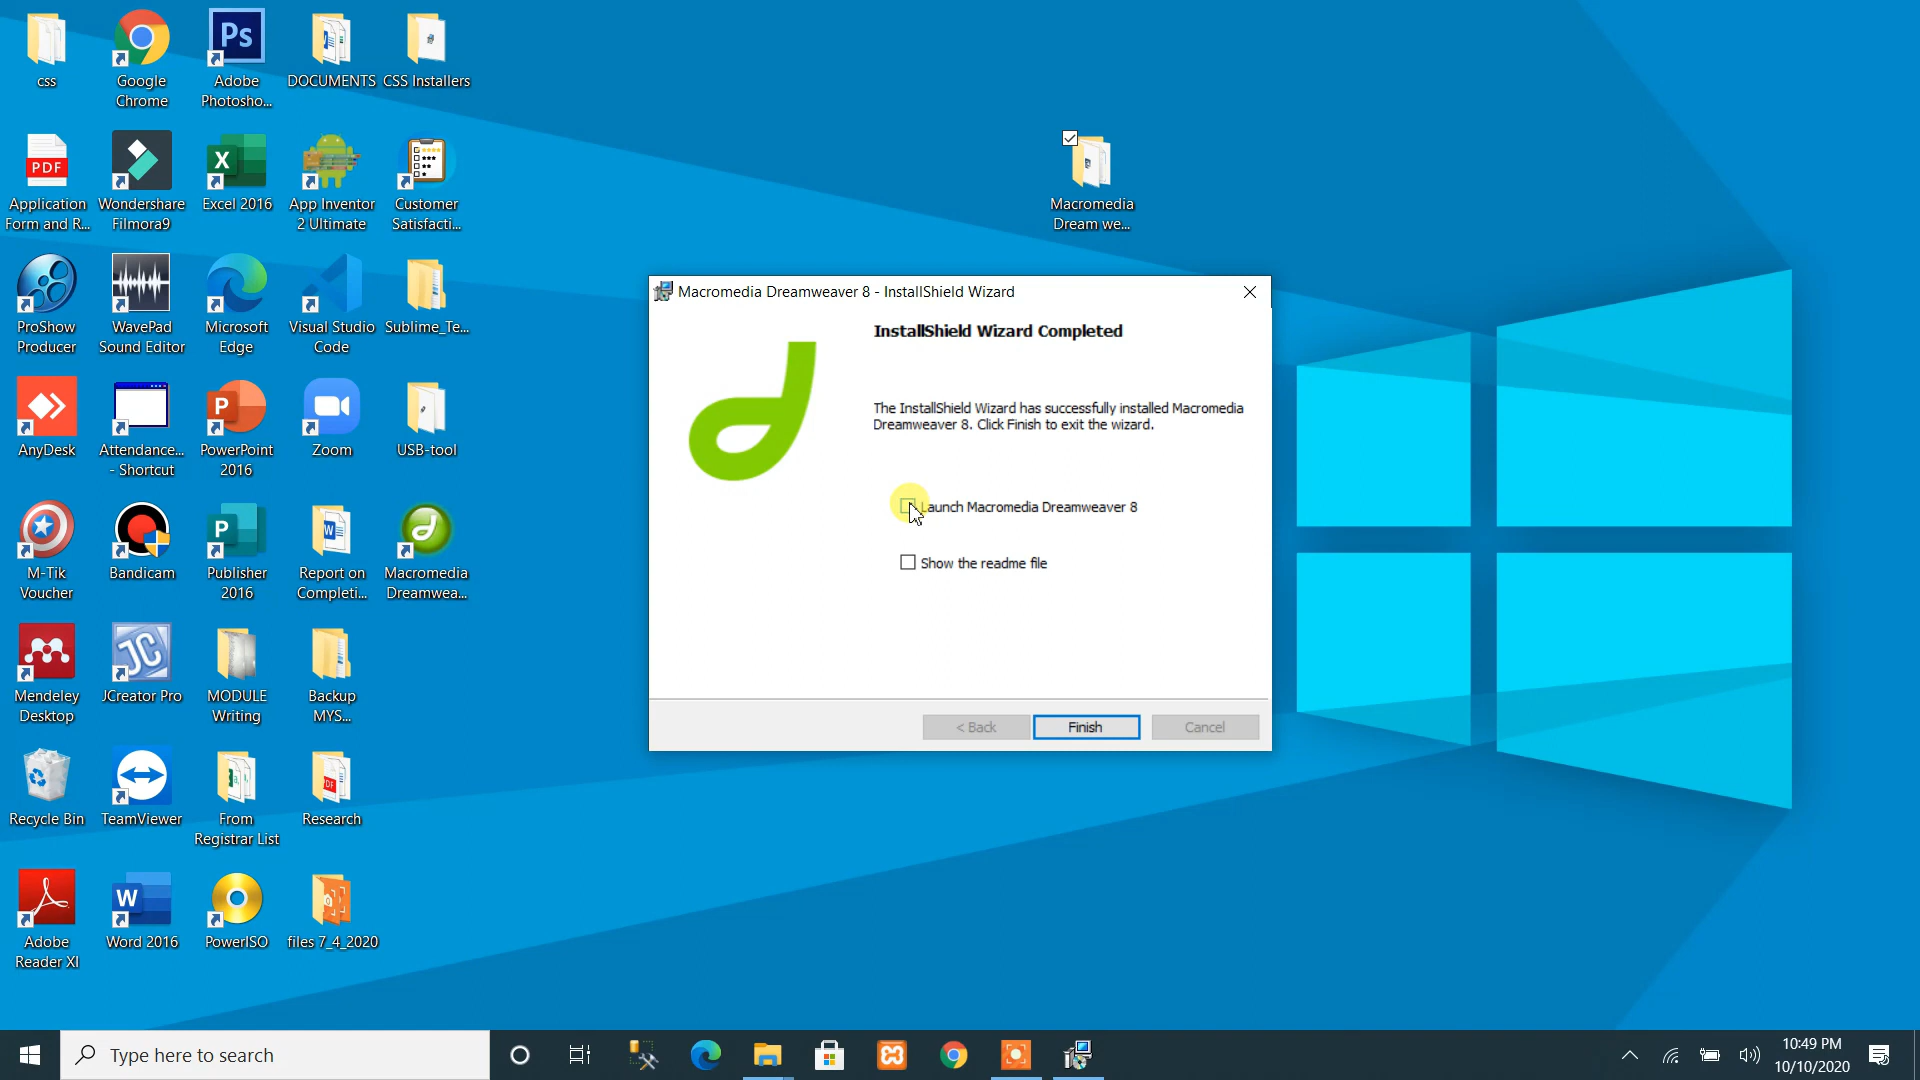 css
Google
Chrome
Adobe
Photosho...
DOCUMENTS
CSS Installers
Ps
PDF
Application
Form and R...
Wondershare
Filmora9
X
Excel 2016
App Inventor
2 Ultimate
Customer
Satisfacti...
Macromedia
Dream we...
ProShow
Producer
WavePad
Sound Editor
Microsoft
Edge
Visual Studio
Code
Sublime_Te...
AnyDesk
Attendance...
- Shortcut
P
PowerPoint
2016
Zoom
USB-tool
M-Tik
Voucher
Bandicam
P
Publisher
2016
W
Report on
Completi...
Macromedia
Dreamwea...
Mendeley
Desktop
JC
JCreator Pro
MODULE
Writing
Backup
MYS...
Recycle Bin
TeamViewer
From
Registrar List
PDF
Research
Adobe
Reader XI
W
Word 2016
PowerISO
files 7_4_2020
Macromedia Dreamweaver 8 - InstallShield Wizard
InstallShield Wizard Completed
The InstallShield Wizard has successfully installed Macromedia
Dreamweaver 8. Click Finish to exit the wizard.
Launch Macromedia Dreamweaver 8
Show the readme file
< Back
Finish
Cancel
Type here to search
10:49 PM
10/10/2020